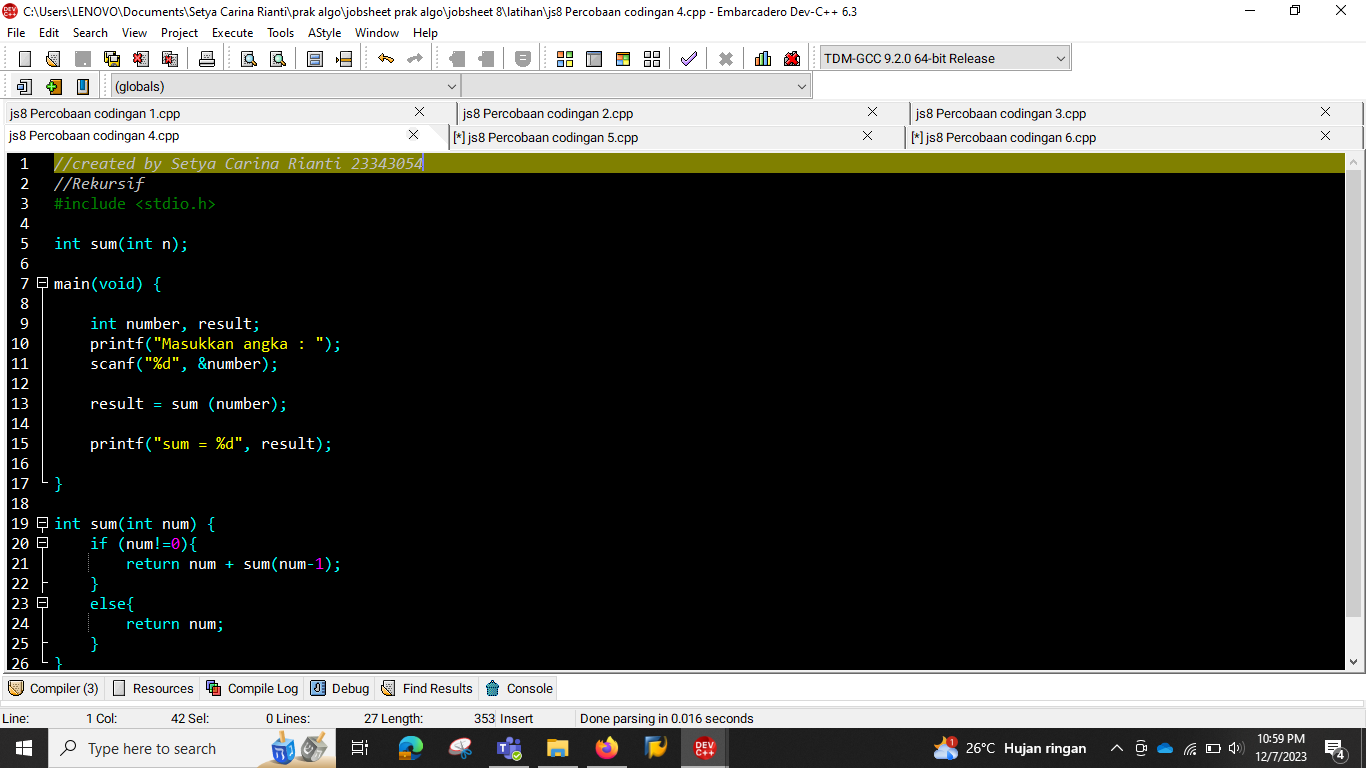 C:\Users\LENOVO\Documents\Setya Carina Rianti\prak algo\jobsheet prak algo\jobsheet 8\latihan\js8 Percobaan codingan 4.cpp - Embarcadero Dev-C++ 6.3
File Edit Search View Project Execute Tools AStyle Window Help
TDM-GCC 9.2.0 64-bit Release
(globals)
js8 Percobaan codingan 1.cpp js8 Percobaan codingan 2.cpp js8 Percobaan codingan 3.cpp
js8 Percobaan codingan 4.cpp [*] js8 Percobaan codingan 5.cpp [*] js8 Percobaan codingan 6.cpp
1 //created by Setya Carina Rianti 23343054
2 //Rekursif
3 #include <stdio.h>
4
5 int sum(int n);
6
7 main(void) {
8
9 int number, result;
10 printf("Masukkan angka : ");
11 scanf("%d", &number);
12
13 result = sum (number);
14
15 printf("sum = %d", result);
16
17 }
18
19 int sum(int num) {
20 if (num!=0){
21 return num + sum(num-1);
22 }
23 else{
24 return num;
25 }
26 }
Compiler (3) Resources Compile Log Debug Find Results Console
Line: 1 Col: 42 Sel: 0 Lines: 27 Length: 353 Insert Done parsing in 0.016 seconds
Type here to search DEV C++ 1 26°C Hujan ringan 10:59 PM
12/7/2023 4